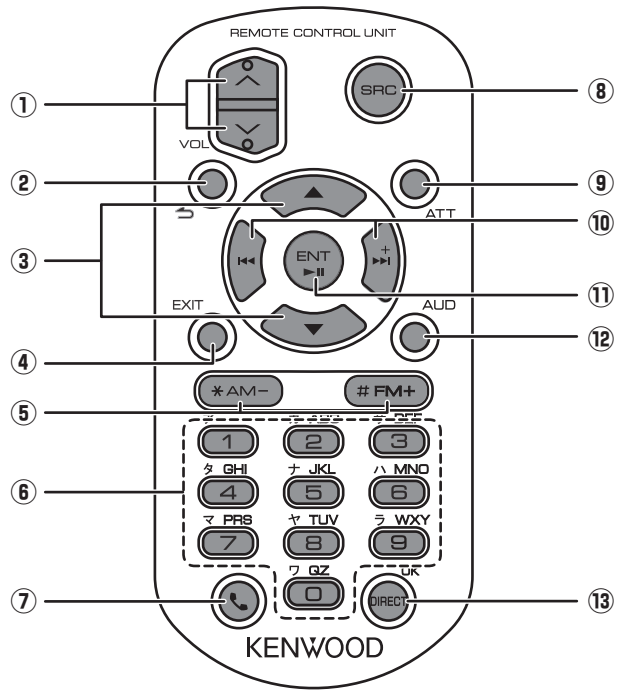 REMOTE CONTROL UNIT
①
SRC
⑧
VOL
②
⑨
ATT
⑩
③
ENT
+
⑪
EXIT
AUD
④
⑫
⑤
*AM−
#FM+
1
2
3
タ GHI
ナ JKL
ハ MNO
⑥
4
5
6
マ PRS
ヤ TUV
ラ WXY
7
8
9
ワ QZ
OK
⑦
0
DIRECT
⑬
KENWOOD